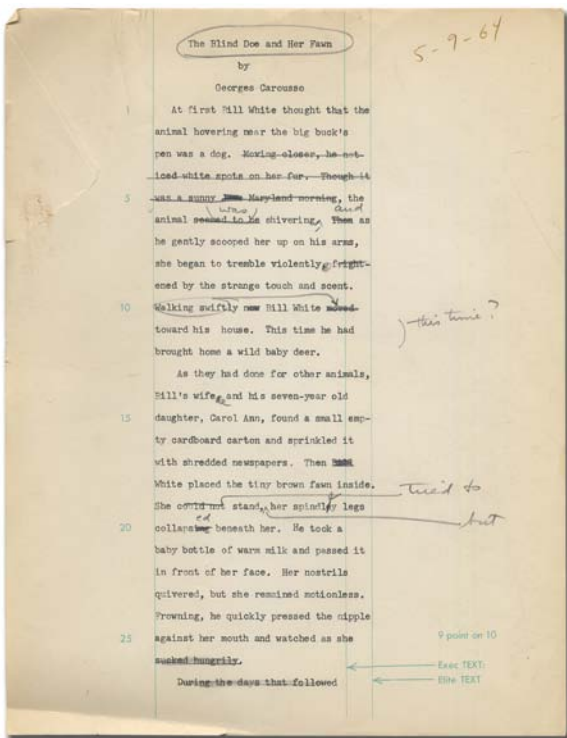 The Blind Doe and Her Fawn
5-9-64
by
Georges Carousso
1 At first Bill White thought that the
animal hovering near the big buck's
pen was a dog. Moving closer, he not-
iced white spots on her fur. Though it
5 was a sunny Maryland morning, the
(was) and
animal seemed to be shivering, Then as
he gently scooped her up on his arms,
she began to tremble violently, fright-
ened by the strange touch and scent.
10 Walking swiftly now Bill White moved
toward his house. This time he had
) this time?
brought home a wild baby deer.
As they had done for other animals,
Bill's wife, and his seven-year old
15 daughter, Carol Ann, found a small emp-
ty cardboard carton and sprinkled it
with shredded newspapers. Then Bill
White placed the tiny brown fawn inside.
tried to
She could not stand, her spindly legs
ed
but
20 collapsing beneath her. He took a
baby bottle of warm milk and passed it
in front of her face. Her nostrils
quivered, but she remained motionless.
Frowning, he quickly pressed the nipple
25 against her mouth and watched as she
9 point on 10
sucked hungrily.
Exec TEXT:
During the days that followed
Elite TEXT